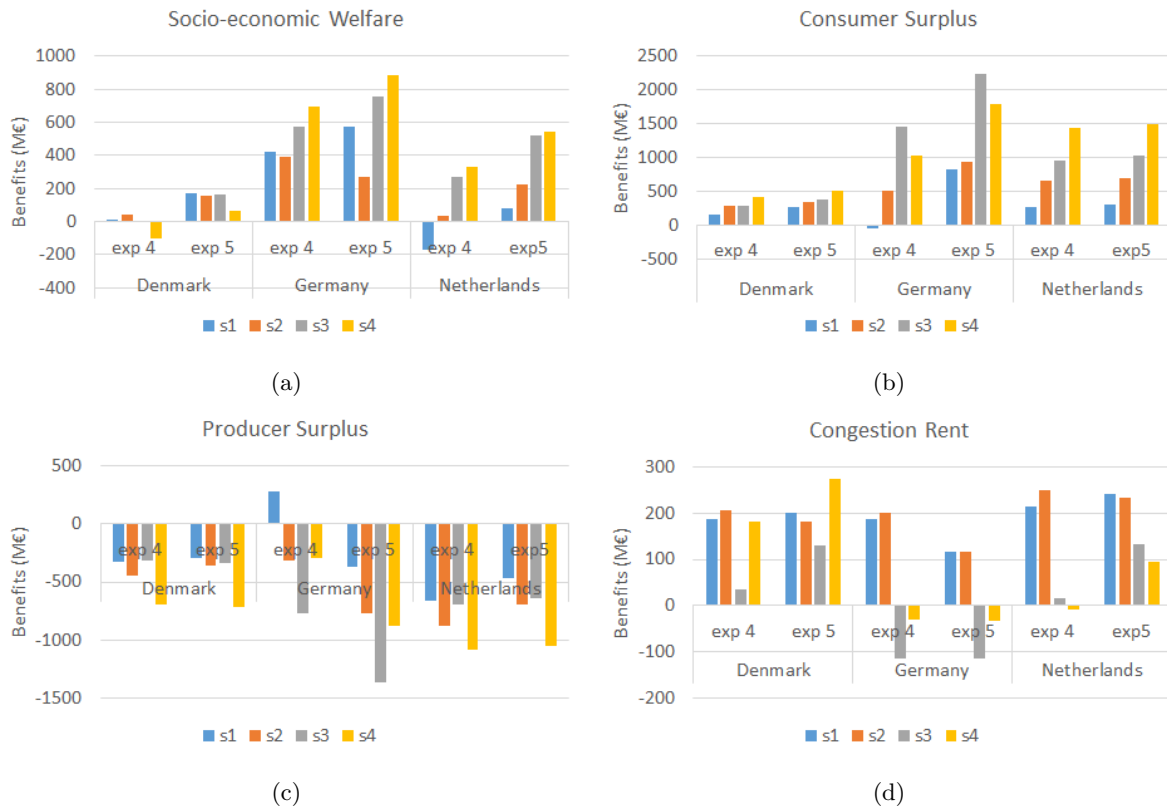 Socio-economic Welfare
Benefits (M€)
1000
800
600
400
200
0
-200
-400
exp 4 exp 5 exp 4 exp 5 exp 4 exp5
Denmark Germany Netherlands
s1 s2 s3 s4
(a)
Consumer Surplus
Benefits (M€)
2500
2000
1500
1000
500
0
-500
exp 4 exp 5 exp 4 exp 5 exp 4 exp5
Denmark Germany Netherlands
s1 s2 s3 s4
(b)
Producer Surplus
Benefits (M€)
500
0
-500
-1000
-1500
exp 4 exp 5 exp 4 exp 5 exp 4 exp5
Denmark Germany Netherlands
s1 s2 s3 s4
(c)
Congestion Rent
Benefits (M€)
300
200
100
0
-100
-200
exp 4 exp 5 exp 4 exp 5 exp 4 exp5
Denmark Germany Netherlands
s1 s2 s3 s4
(d)